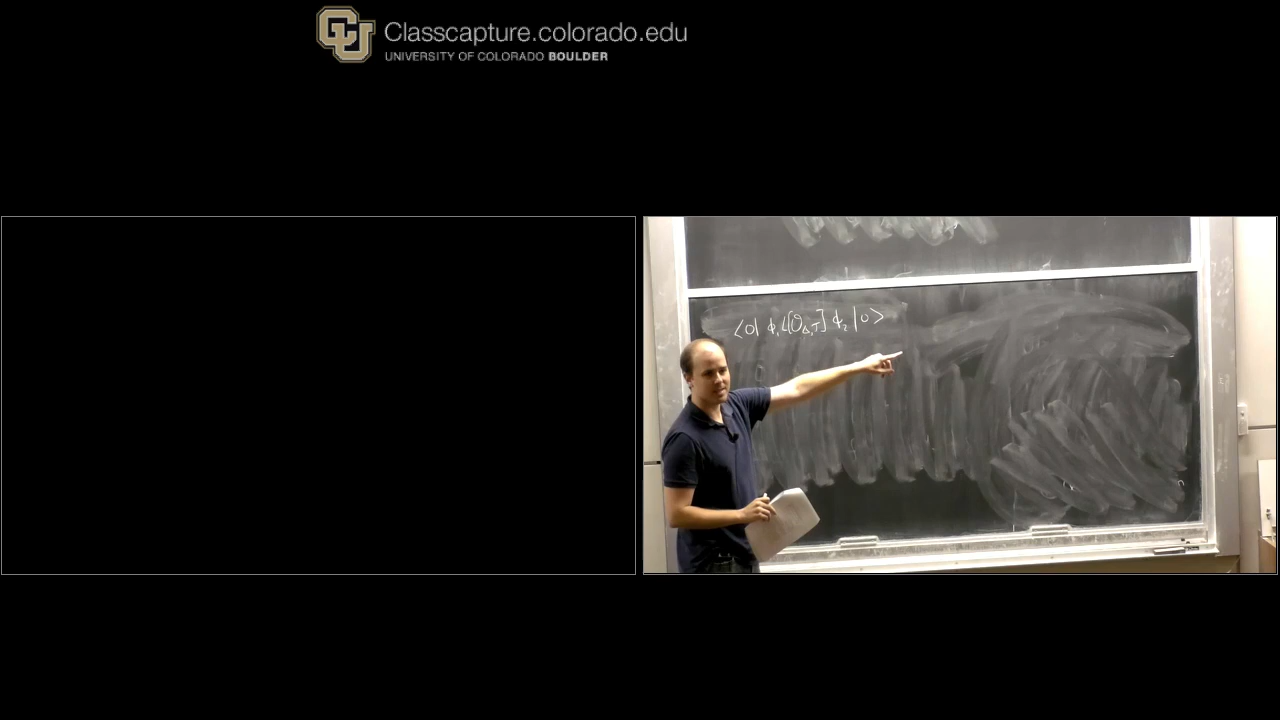 Classcapture.colorado.edu
UNIVERSITY OF COLORADO BOULDER
⟨0| ϕ₁ L[O_{Δ,J}] ϕ₂ |0⟩